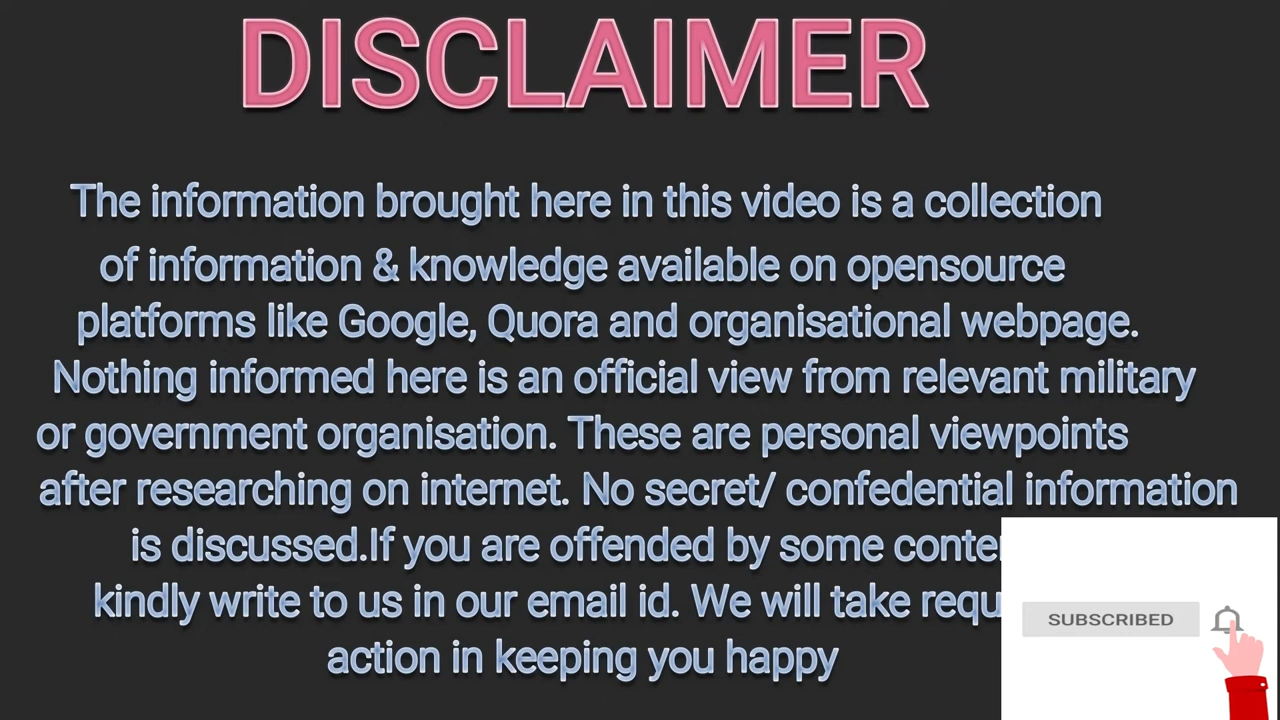 DISCLAIMER
The information brought here in this video is a collection
of information & knowledge available on opensource
platforms like Google, Quora and organisational webpage.
Nothing informed here is an official view from relevant military
or government organisation. These are personal viewpoints
after researching on internet. No secret/ confedential information
is discussed.If you are offended by some
kindly write to us in our email id. We will take
action in keeping you happy
SUBSCRIBED